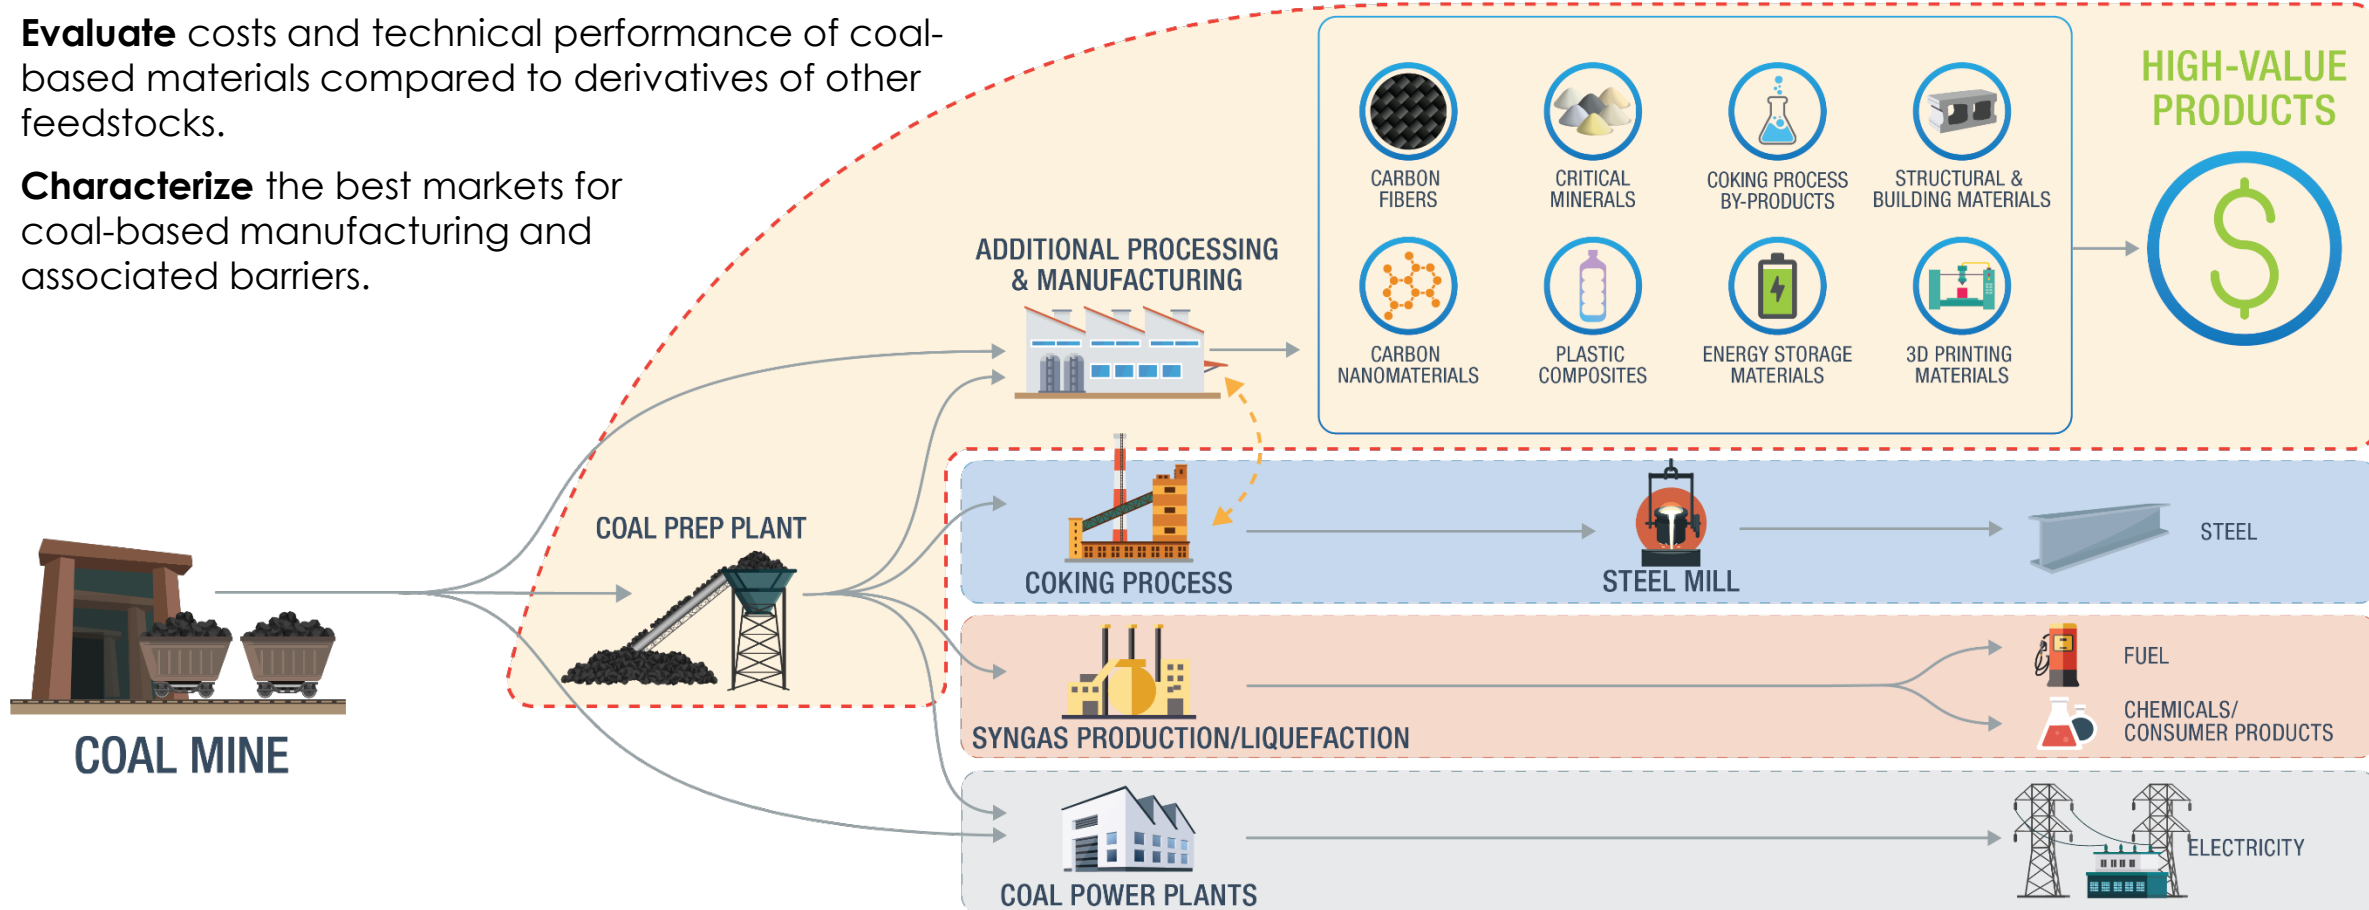 Evaluate costs and technical performance of coal-
based materials compared to derivatives of other
feedstocks.
Characterize the best markets for
coal-based manufacturing and
associated barriers.
HIGH-VALUE
PRODUCTS
CARBON
FIBERS
CRITICAL
MINERALS
COKING PROCESS
BY-PRODUCTS
STRUCTURAL &
BUILDING MATERIALS
CARBON
NANOMATERIALS
PLASTIC
COMPOSITES
ENERGY STORAGE
MATERIALS
3D PRINTING
MATERIALS
ADDITIONAL PROCESSING
& MANUFACTURING
COAL PREP PLANT
COAL MINE
COKING PROCESS
STEEL MILL
STEEL
SYNGAS PRODUCTION/LIQUEFACTION
FUEL
CHEMICALS/
CONSUMER PRODUCTS
COAL POWER PLANTS
ELECTRICITY